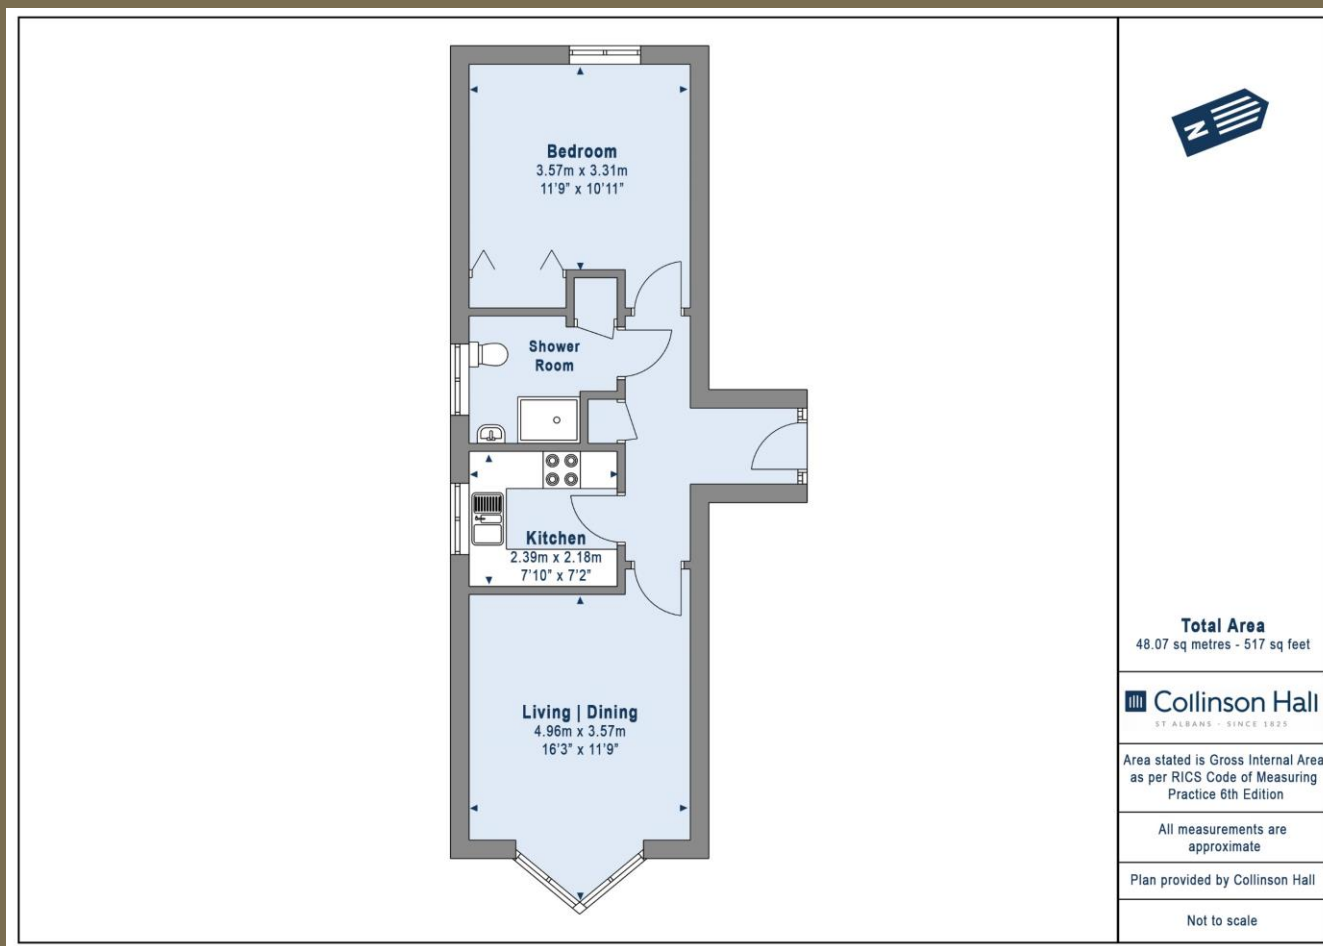 Bedroom
3.57m x 3.31m
11'9" x 10'11"
Shower
Room
Kitchen
2.39m x 2.18m
7'10" x 7'2"
Living | Dining
4.96m x 3.57m
16'3" x 11'9"
N
Total Area
48.07 sq metres - 517 sq feet
Collinson Hall
ST ALBANS - SINCE 1825
Area stated is Gross Internal Area
as per RICS Code of Measuring
Practice 6th Edition
All measurements are
approximate
Plan provided by Collinson Hall
Not to scale